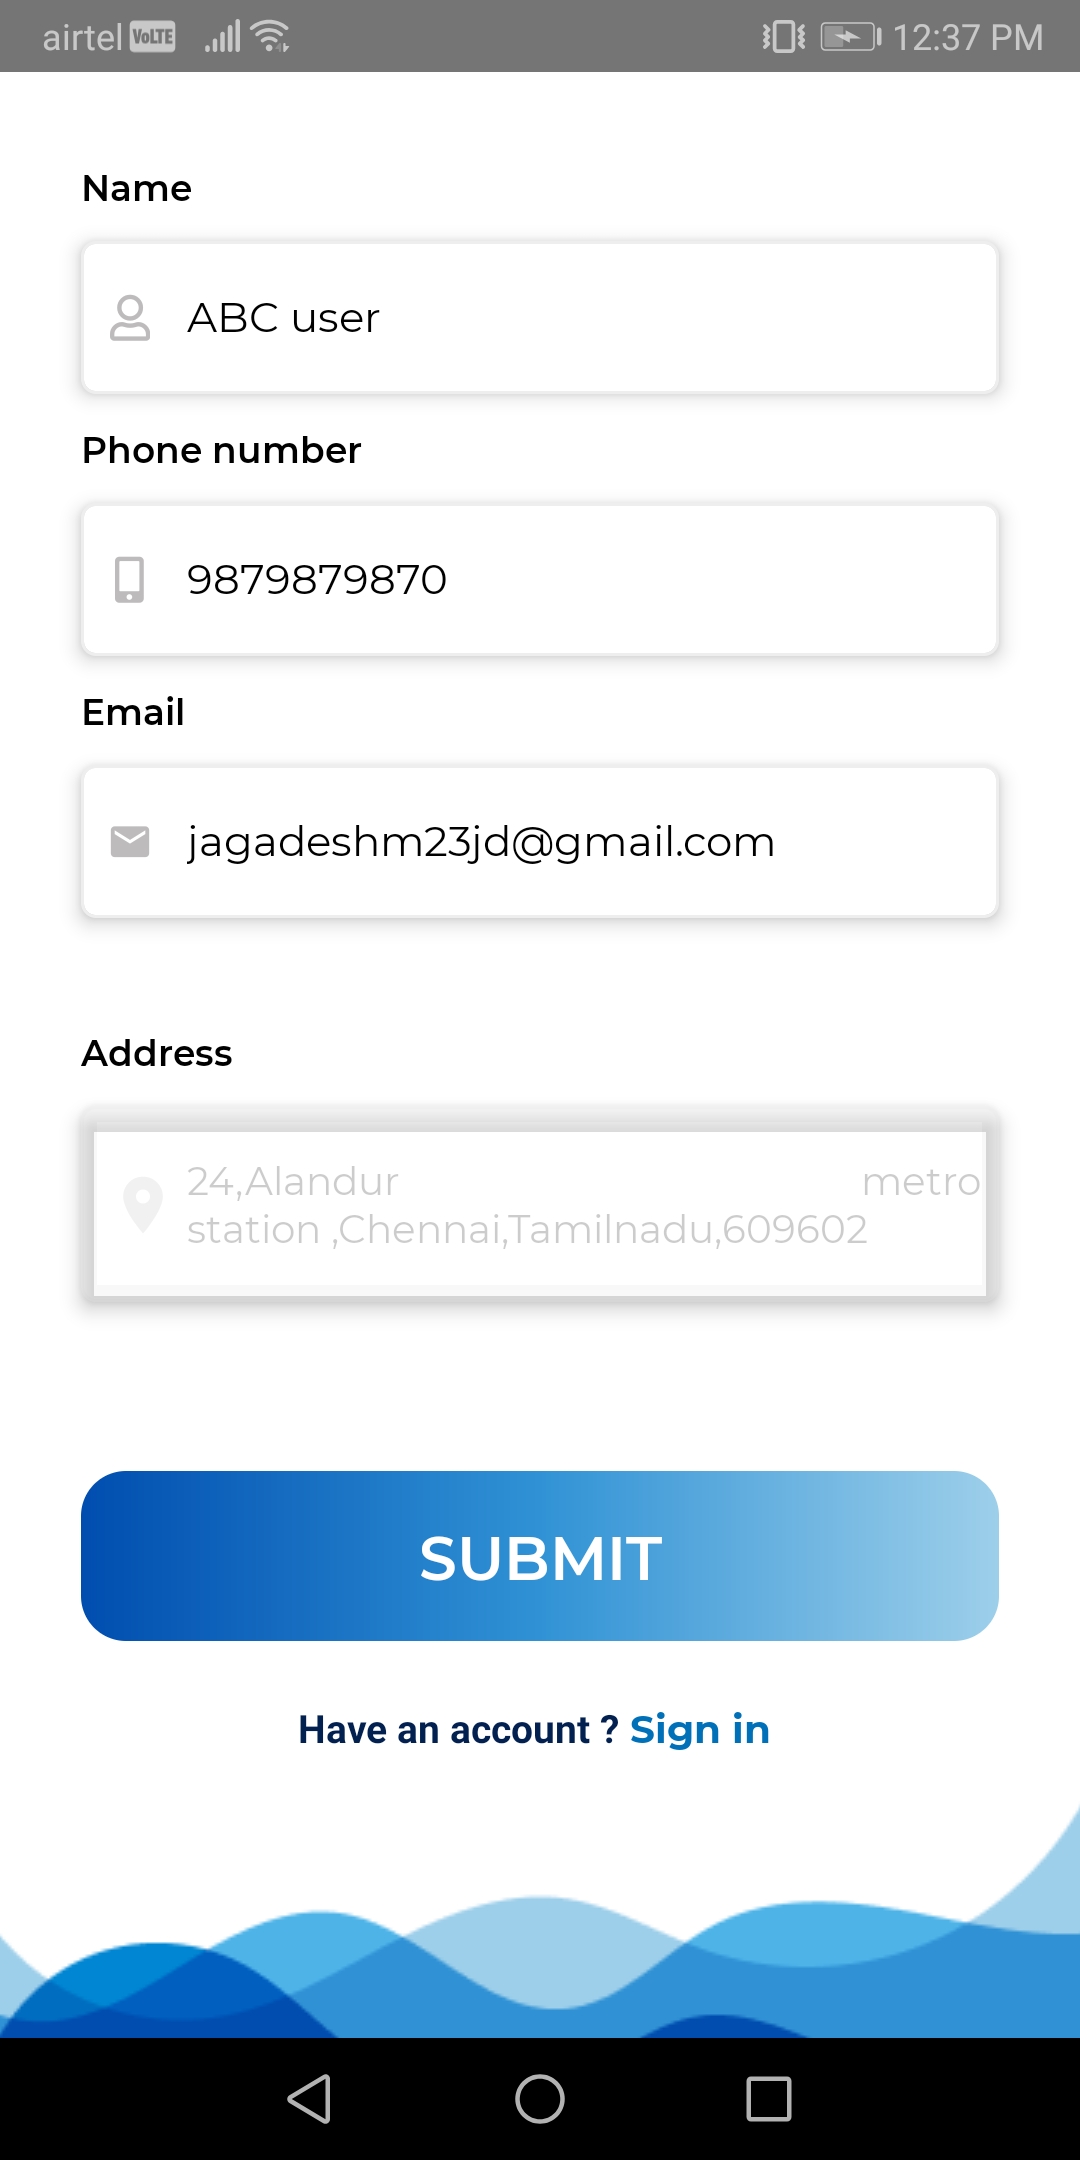 airtel VoLTE 12:37 PM
Name
ABC user
Phone number
9879879870
Email
jagadeshm23jd@gmail.com
Address
24,Alandur metro
station ,Chennai,Tamilnadu,609602
SUBMIT
Have an account ? Sign in